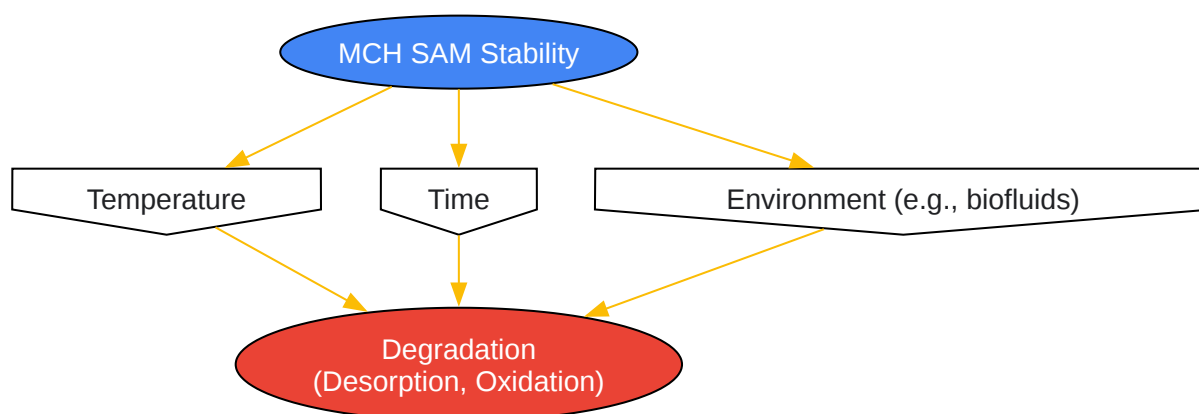 MCH SAM Stability
Temperature
Time
Environment (e.g., biofluids)
Degradation
(Desorption, Oxidation)